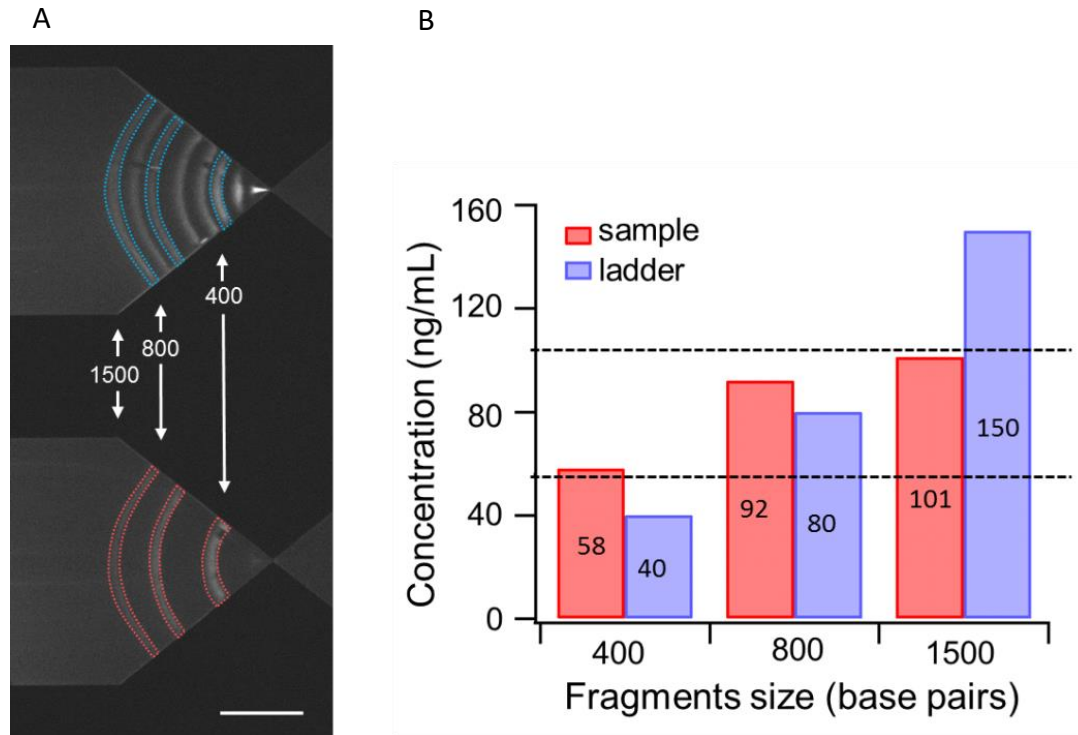 A
400
800
1500
B
Concentration (ng/mL)
160
120
80
40
0
sample
ladder
58
40
92
80
101
150
400 800 1500
Fragments size (base pairs)